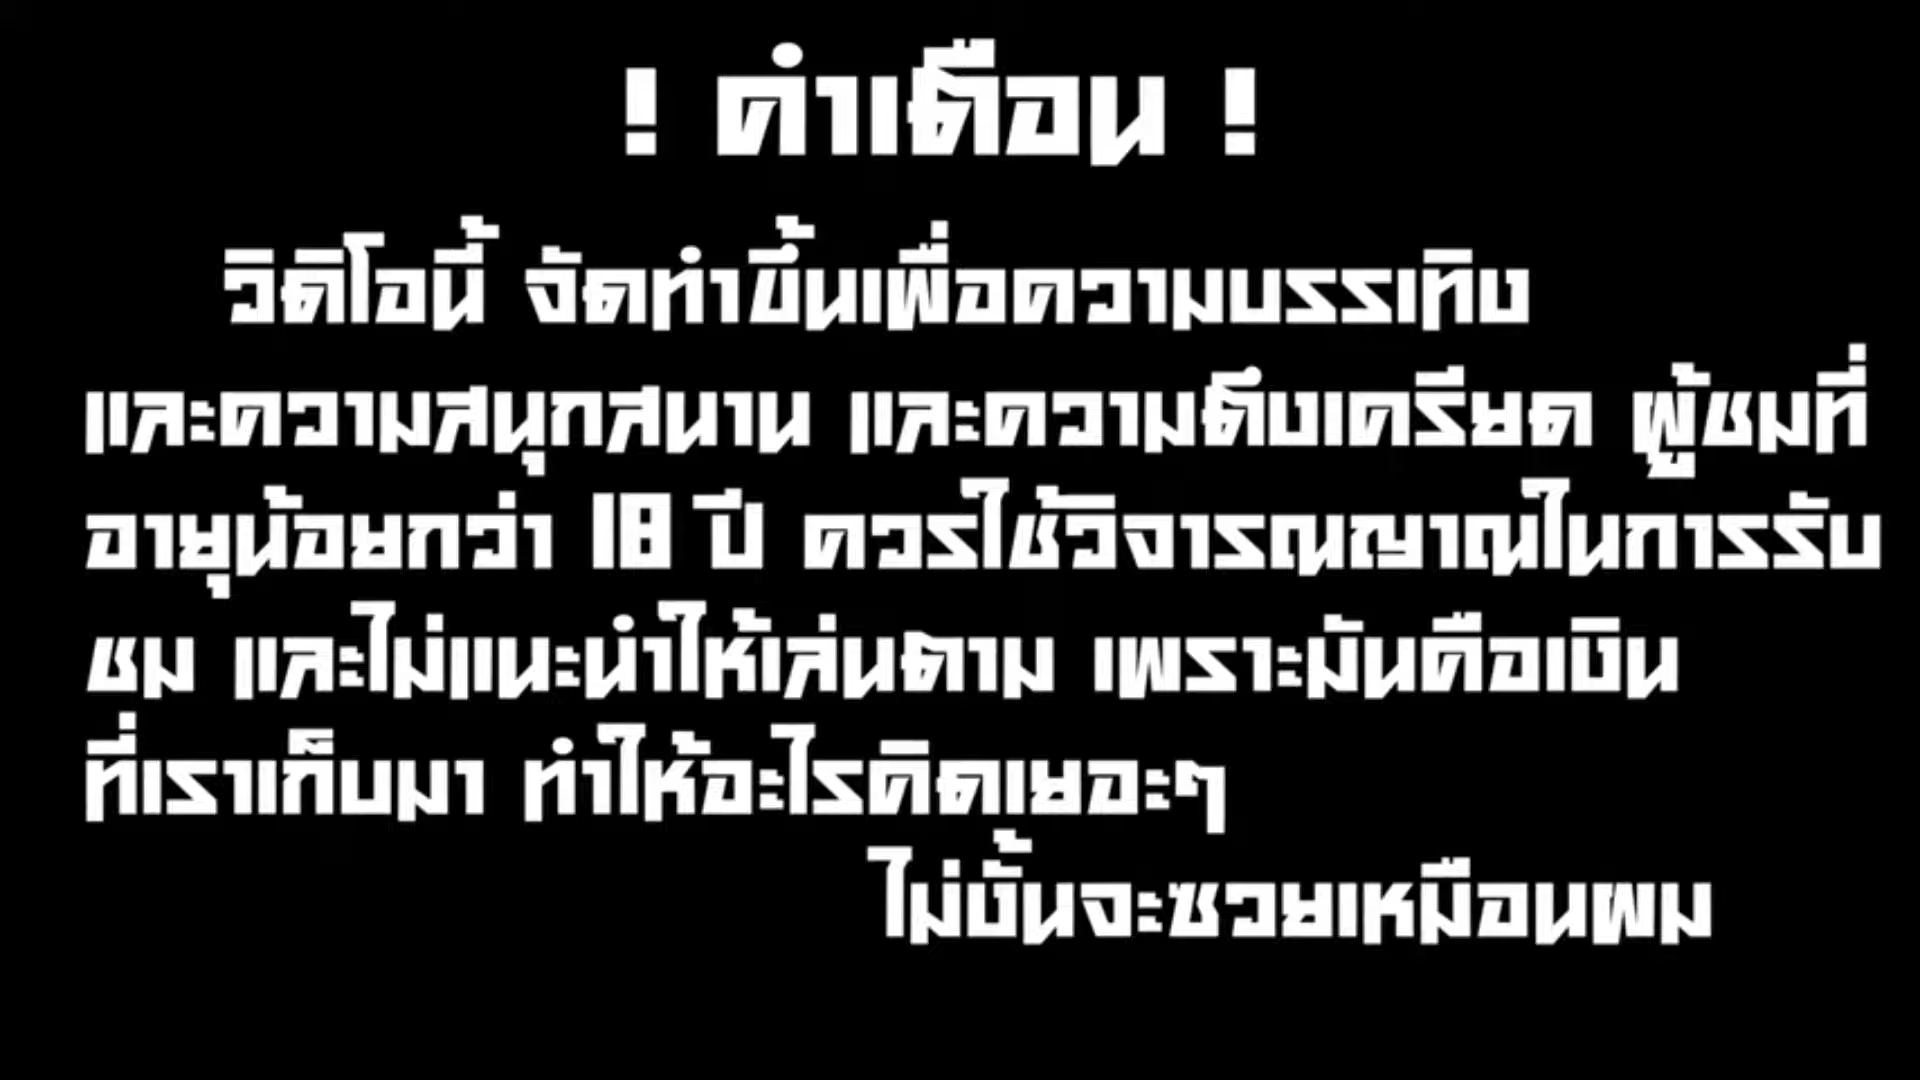 ! คำเตือน !
วิดิโอนี้ จัดทำขึ้นเพื่อความบรรเทิง
และความสนุกสนาน และความตึงเครียด ผู้ชมที่
อายุน้อยกว่า 18 ปี ควรใช้วิจารณญาณในการรับ
ชม และไม่แนะนำให้เล่นตาม เพราะมันคือเงิน
ที่เราเก็บมา ทำให้อะไรคิดเยอะๆ
ไม่งั้นจะซวยเหมือนผม